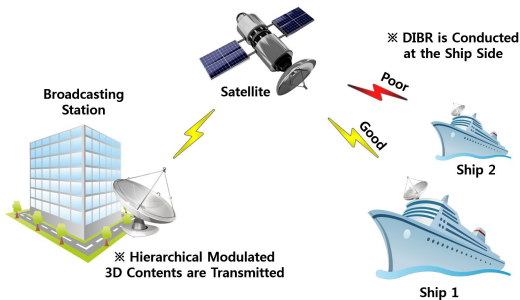 ※ DIBR is Conducted
at the Ship Side
Satellite
Poor
Broadcasting
Station
Good
Ship 2
※ Hierarchical Modulated
3D Contents are Transmitted
Ship 1